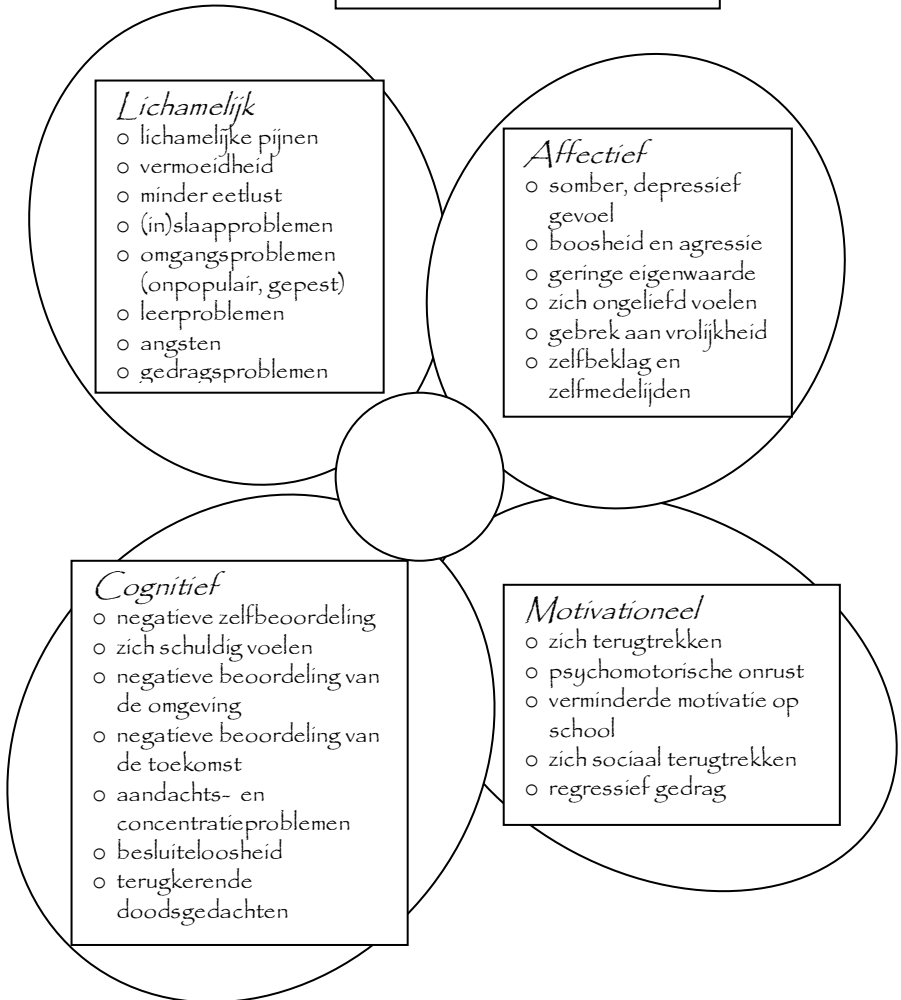 Lichamelijk
o lichamelijke pijnen
o vermoeidheid
o minder eetlust
o (in)slaapproblemen
o omgangsproblemen
(onpopulair, gepest)
o leerproblemen
o angsten
o gedragsproblemen
Affectief
o somber, depressief
gevoel
o boosheid en agressie
o geringe eigenwaarde
o zich ongeliefd voelen
o gebrek aan vrolijkheid
o zelfbeklag en
zelfmedelijden
Cognitief
o negatieve zelfbeoordeling
o zich schuldig voelen
o negatieve beoordeling van
de omgeving
o negatieve beoordeling van
de toekomst
o aandachts- en
concentratieproblemen
o besluiteloosheid
o terugkerende
doodsgedachten
Motivationeel
o zich terugtrekken
o psychomotorische onrust
o verminderde motivatie op
school
o zich sociaal terugtrekken
o regressief gedrag